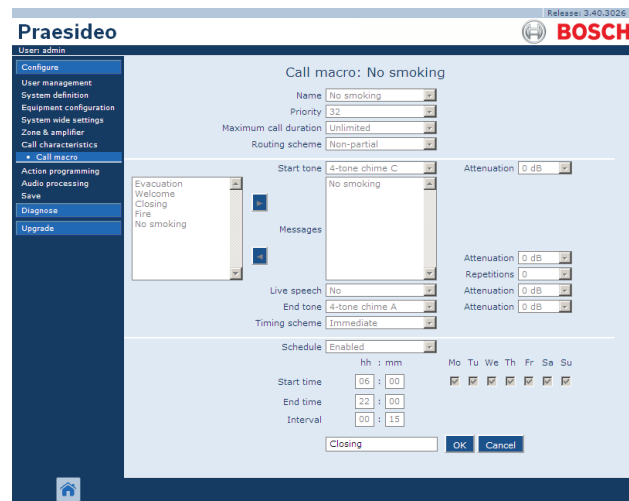 Release: 3.40.3026
Praesideo
BOSCH
User: admin
Configure
User management
System definition
Equipment configuration
System wide settings
Zone & amplifier
Call characteristics
• Call macro
Action programming
Audio processing
Save
Diagnose
Upgrade
Call macro: No smoking
Name No smoking
Priority 32
Maximum call duration Unlimited
Routing scheme Non-partial
Start tone 4-tone chime C Attenuation 0 dB
Evacuation
Welcome
Closing
Fire
No smoking
Messages
No smoking
Attenuation 0 dB
Repetitions 0
Live speech No Attenuation 0 dB
End tone 4-tone chime A Attenuation 0 dB
Timing scheme Immediate
Schedule Enabled
hh : mm Mo Tu We Th Fr Sa Su
Start time 06 : 00
End time 22 : 00
Interval 00 : 15
Closing OK Cancel